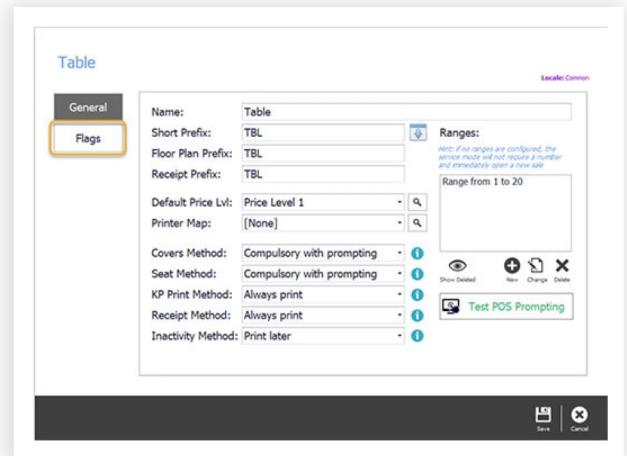 Table
Locale: Common
General
Flags
Name: Table
Short Prefix: TBL
Floor Plan Prefix: TBL
Receipt Prefix: TBL
Default Price Lvl: Price Level 1
Printer Map: [None]
Covers Method: Compulsory with prompting
Seat Method: Compulsory with prompting
KP Print Method: Always print
Receipt Method: Always print
Inactivity Method: Print later
Ranges:
Hint: if no ranges are configured, the
service mode will not require a number
and immediately open a new sale
Range from 1 to 20
Show Deleted New Change Delete
Test POS Prompting
Save Cancel